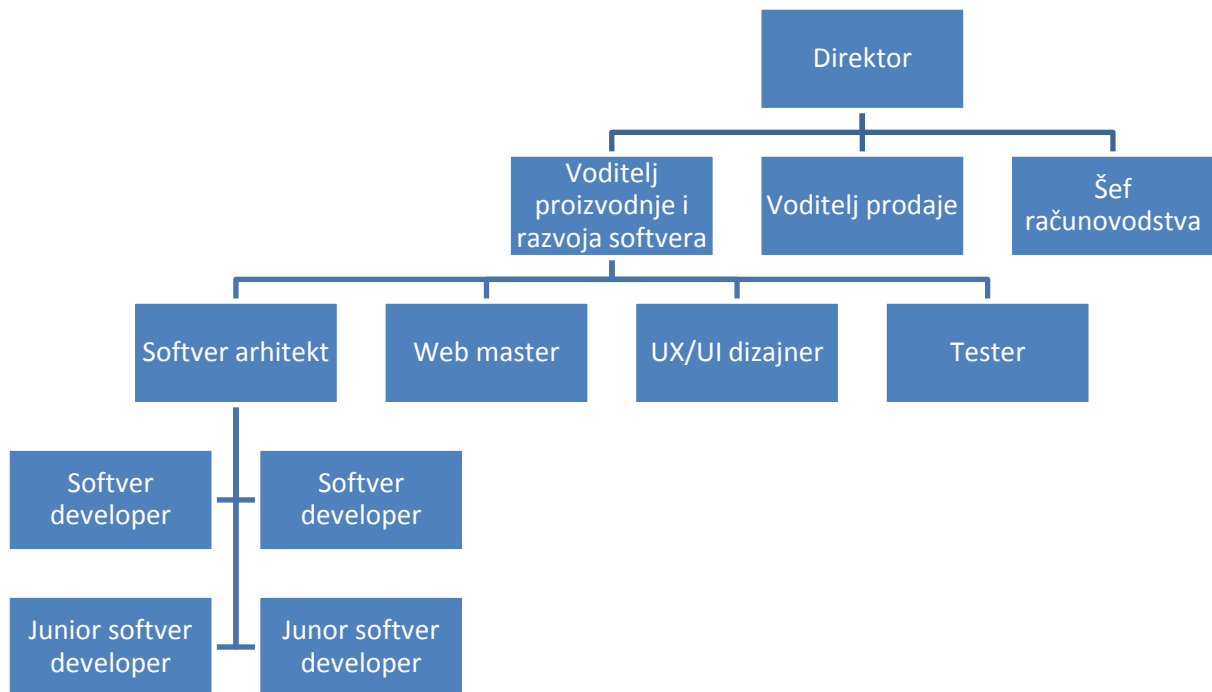 Direktor
Voditelj
proizvodnje i
razvoja softvera
Voditelj prodaje
Šef
računovodstva
Softver arhitekt
Web master
UX/UI dizajner
Tester
Softver
developer
Softver
developer
Junior softver
developer
Junor softver
developer